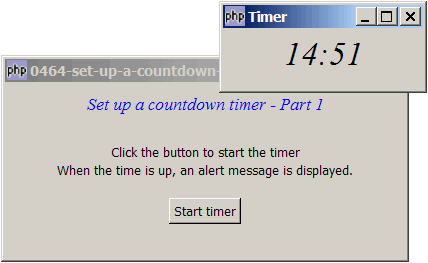 php Timer
14:51
php 0464-set-up-a-countdown-
Set up a countdown timer - Part 1
Click the button to start the timer
When the time is up, an alert message is displayed.
Start timer